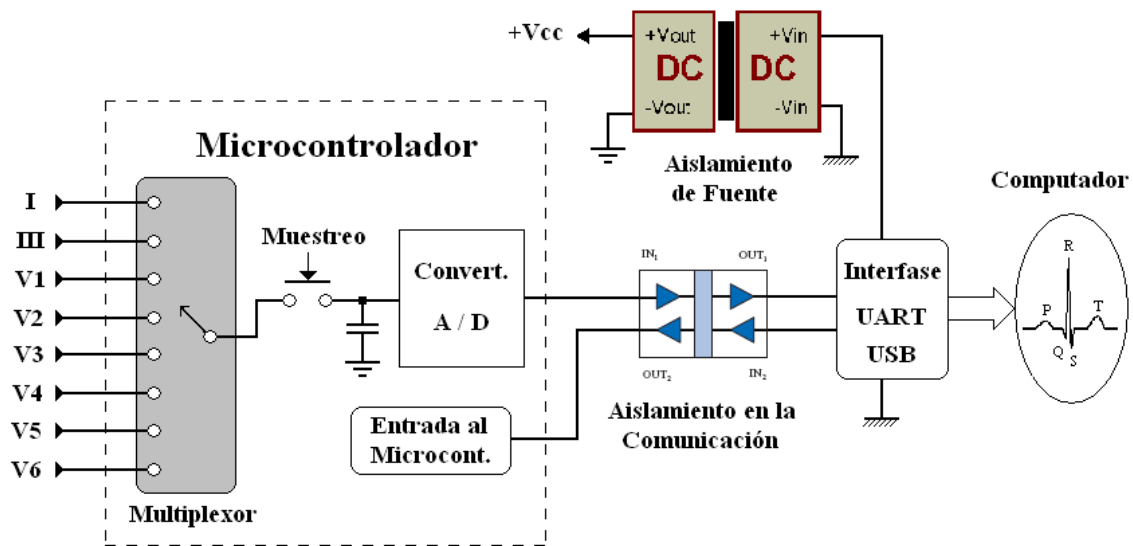 +Vcc
+Vout
DC
-Vout
+Vin
DC
-Vin
Aislamiento
de Fuente
Microcontrolador
I
III
V1
V2
V3
V4
V5
V6
Multiplexor
Muestreo
Convert.
A / D
Entrada al
Microcont.
IN₁
OUT₁
OUT₂
IN₂
Aislamiento en la
Comunicación
Interfase
UART
USB
Computador
R
P
T
Q
S